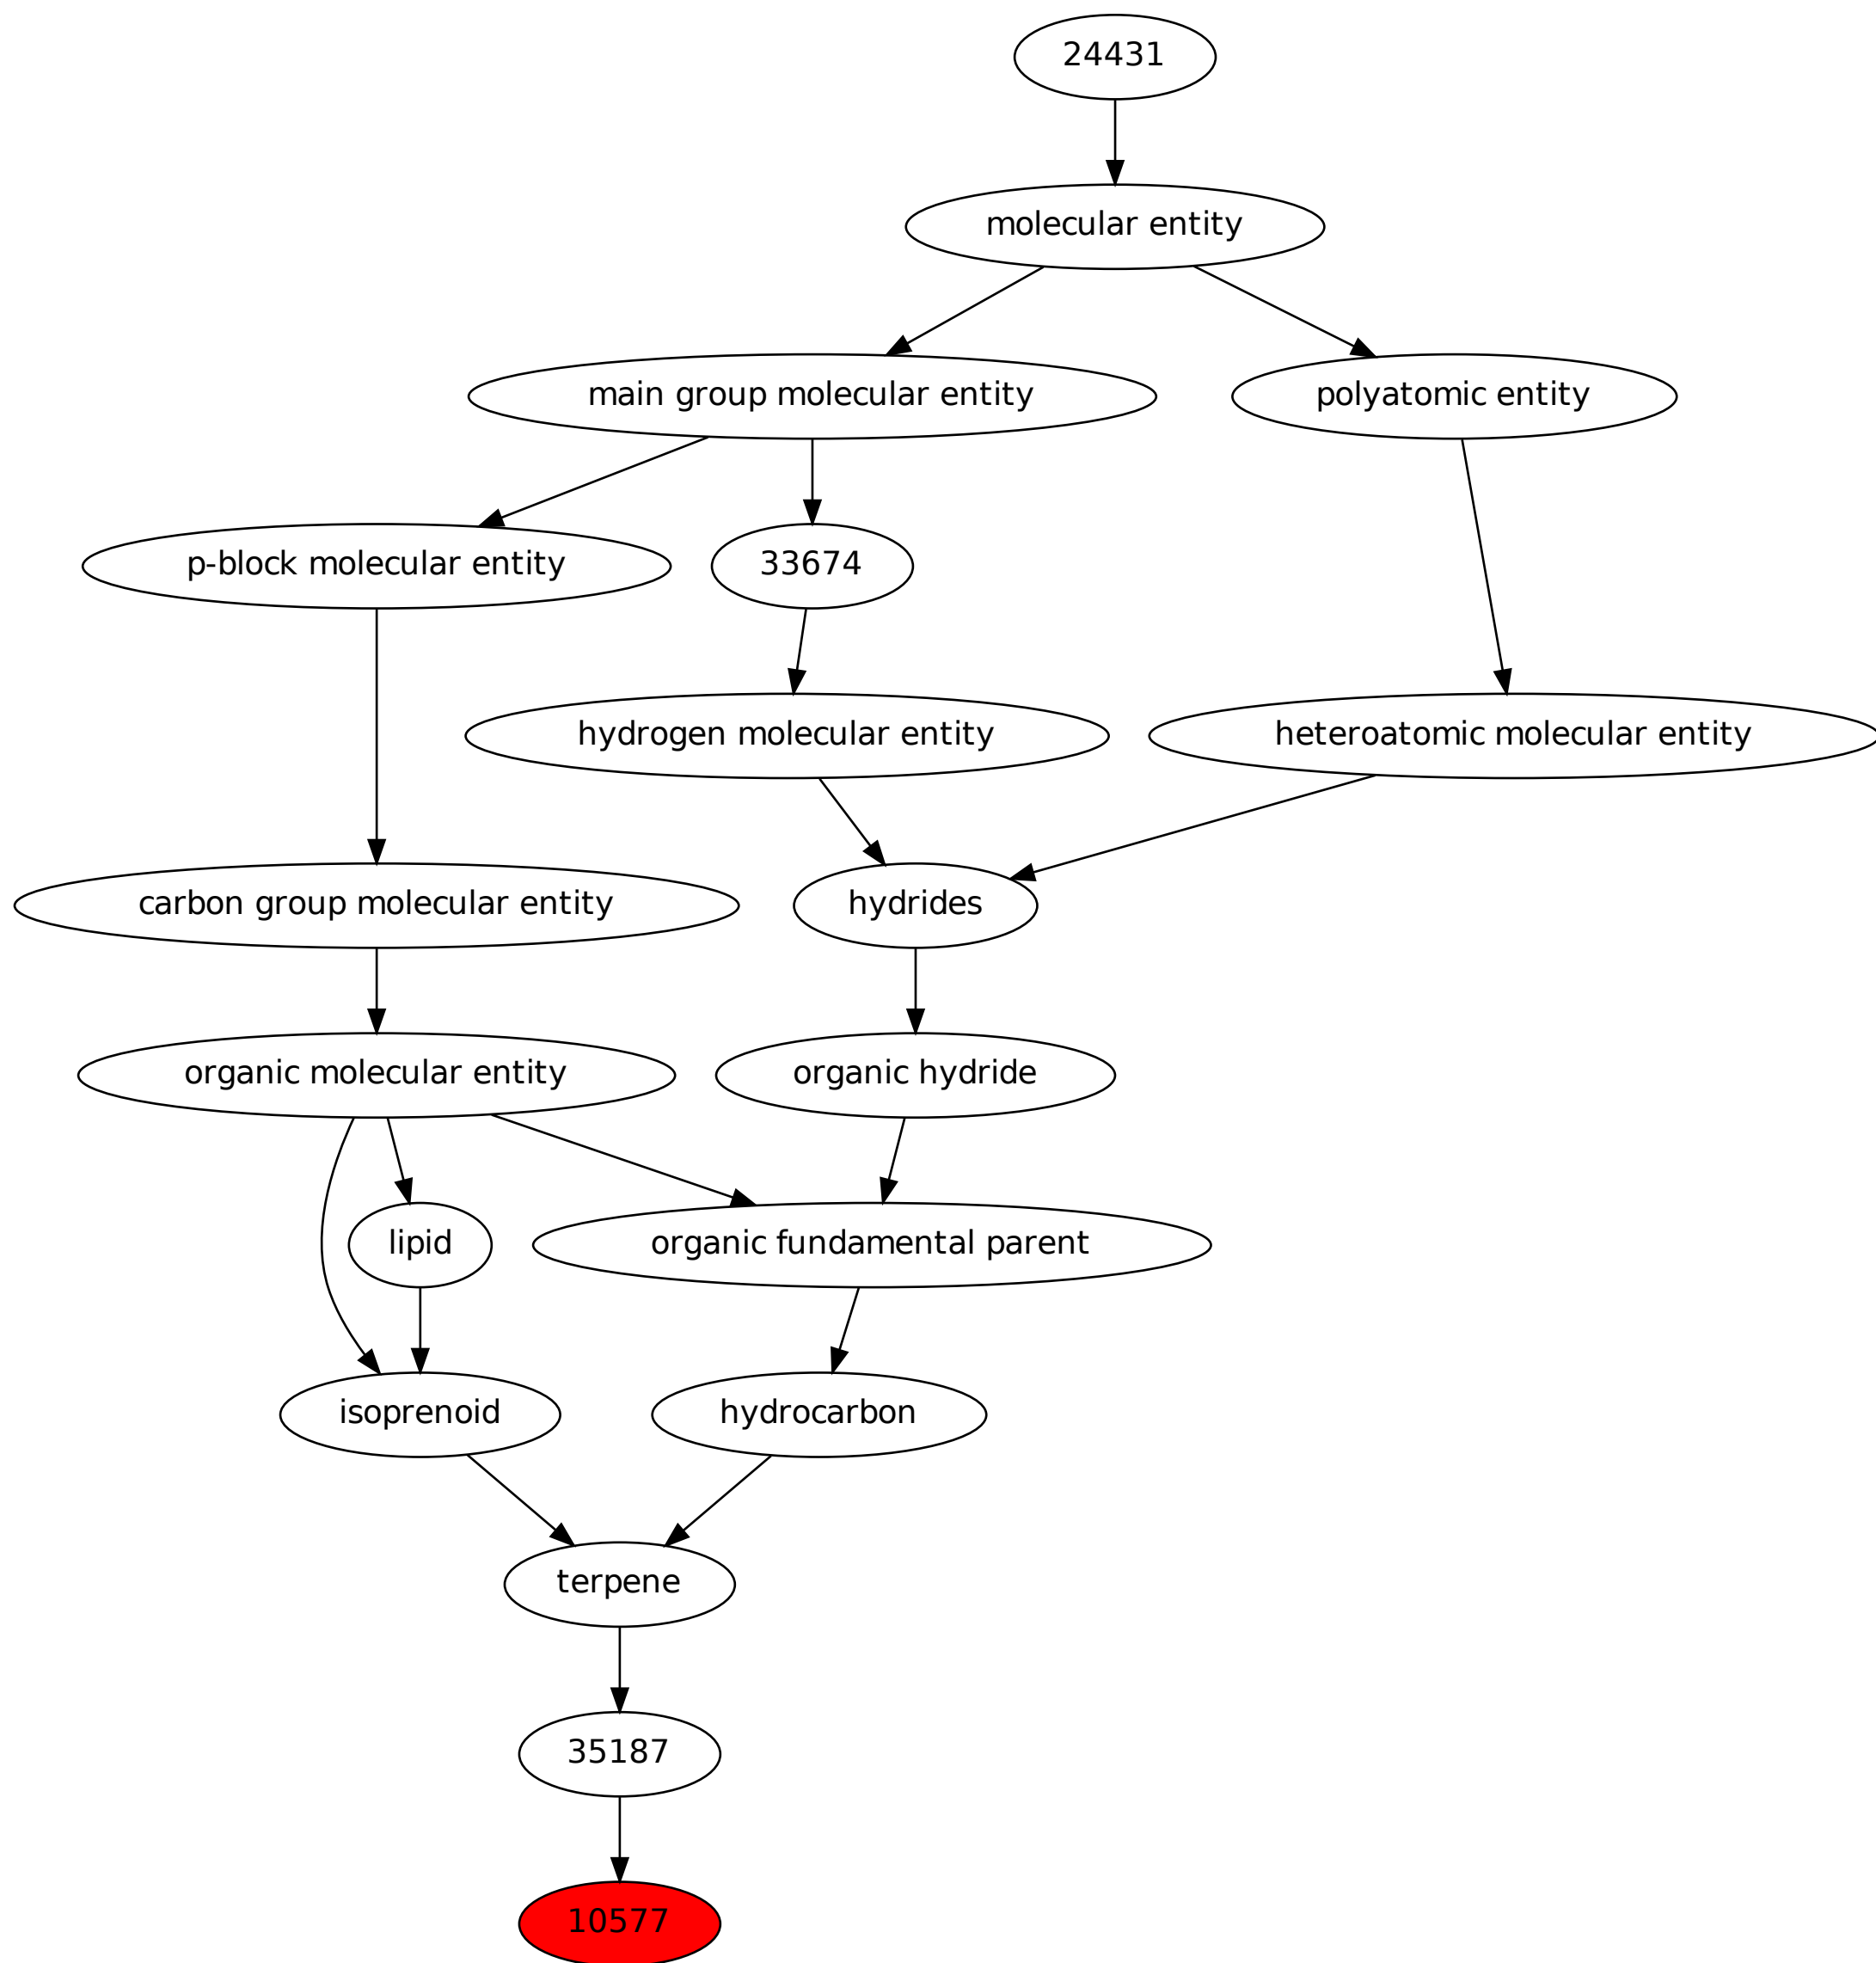 24431
molecular entity
main group molecular entity
polyatomic entity
p-block molecular entity
33674
hydrogen molecular entity
heteroatomic molecular entity
carbon group molecular entity
hydrides
organic molecular entity
organic hydride
lipid
organic fundamental parent
isoprenoid
hydrocarbon
terpene
35187
10577